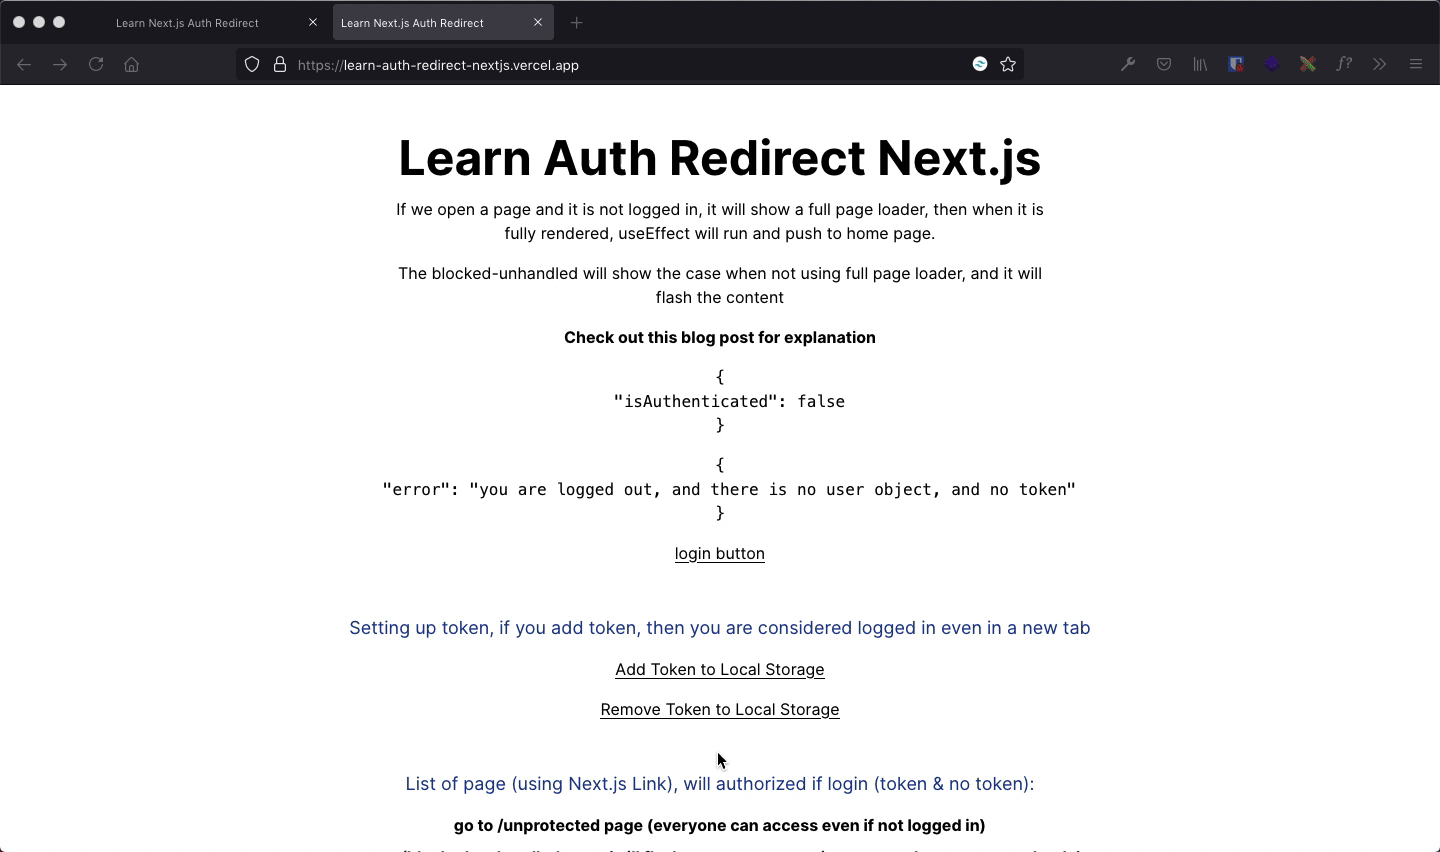 Learn Next.js Auth Redirect
Learn Next.js Auth Redirect
https://learn-auth-redirect-nextjs.vercel.app
f?
Learn Auth Redirect Next.js
If we open a page and it is not logged in, it will show a full page loader, then when it is
fully rendered, useEffect will run and push to home page.
The blocked-unhandled will show the case when not using full page loader, and it will
flash the content
Check out this blog post for explanation
{
"isAuthenticated": false
}
{
"error": "you are logged out, and there is no user object, and no token"
}
login button
Setting up token, if you add token, then you are considered logged in even in a new tab
Add Token to Local Storage
Remove Token to Local Storage
List of page (using Next.js Link), will authorized if login (token & no token):
go to /unprotected page (everyone can access even if not logged in)